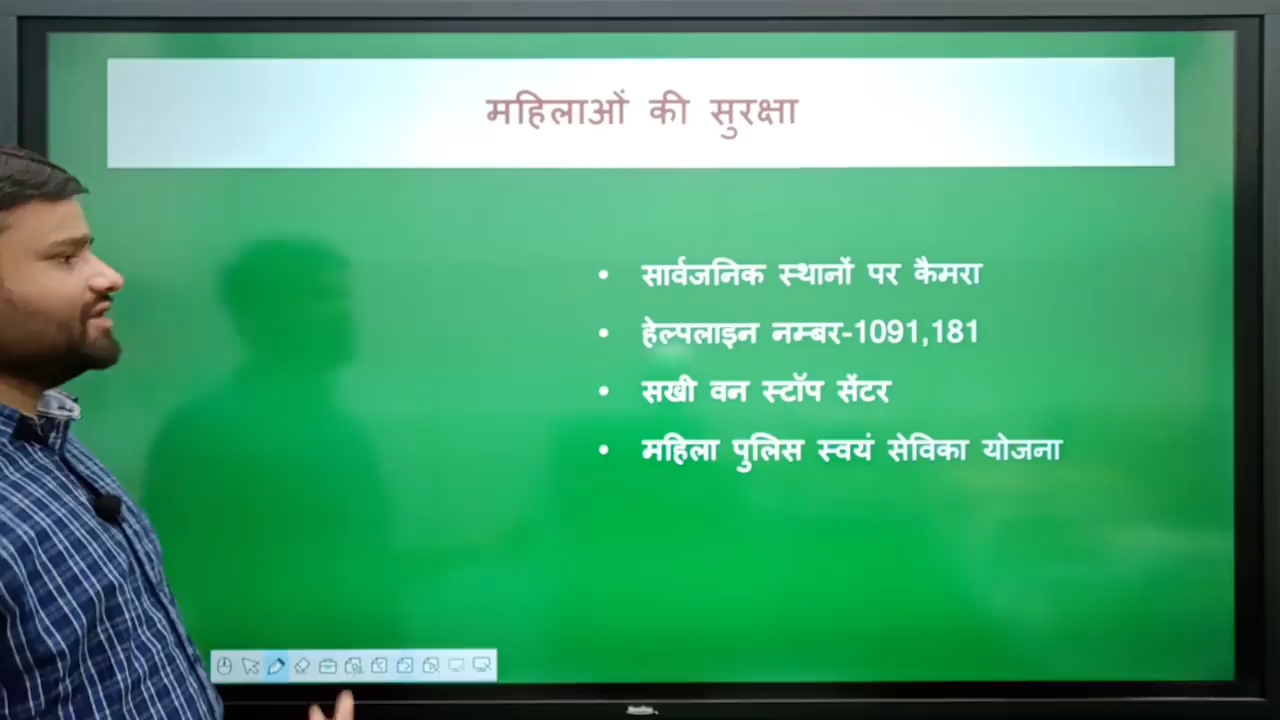 महिलाओं की सुरक्षा
• सार्वजनिक स्थानों पर कैमरा
• हेल्पलाइन नम्बर-1091,181
• सखी वन स्टॉप सेंटर
• महिला पुलिस स्वयं सेविका योजना